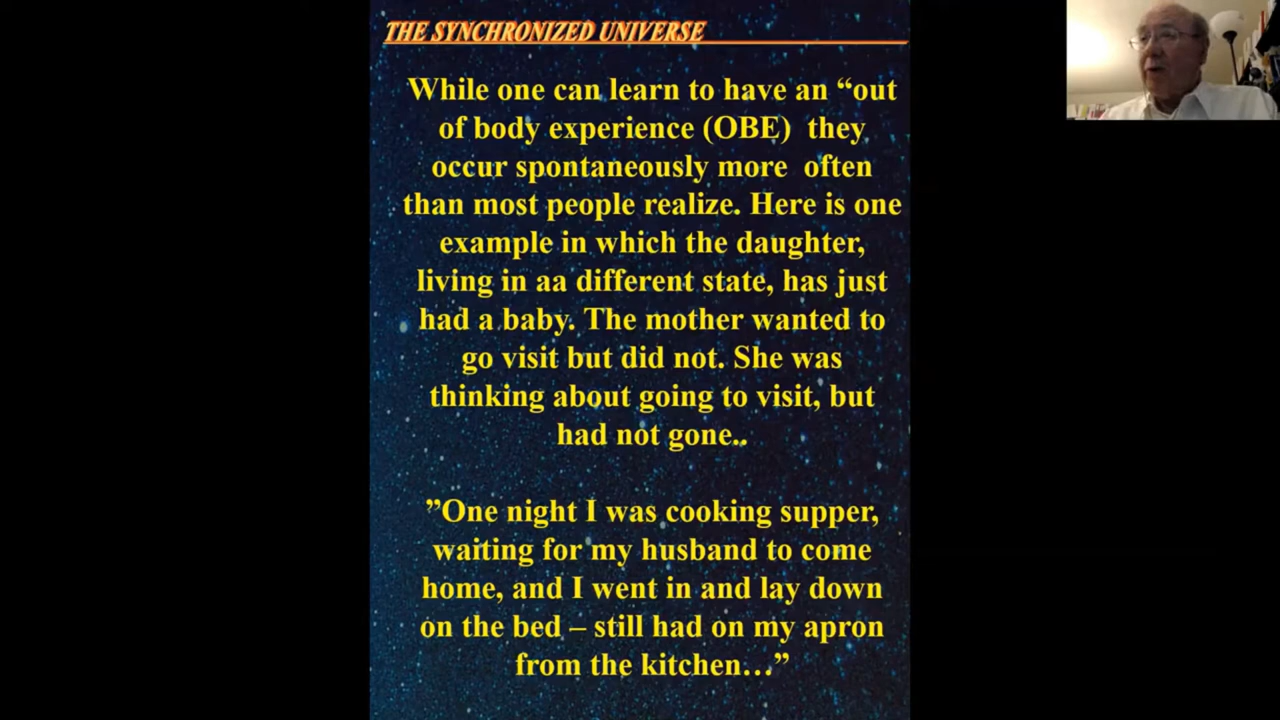 THE SYNCHRONIZED UNIVERSE
While one can learn to have an “out
of body experience (OBE)  they
occur spontaneously more  often
than most people realize. Here is one
example in which the daughter,
living in aa different state, has just
had a baby. The mother wanted to
go visit but did not. She was
thinking about going to visit, but
had not gone..
”One night I was cooking supper,
waiting for my husband to come
home, and I went in and lay down
on the bed – still had on my apron
from the kitchen…”